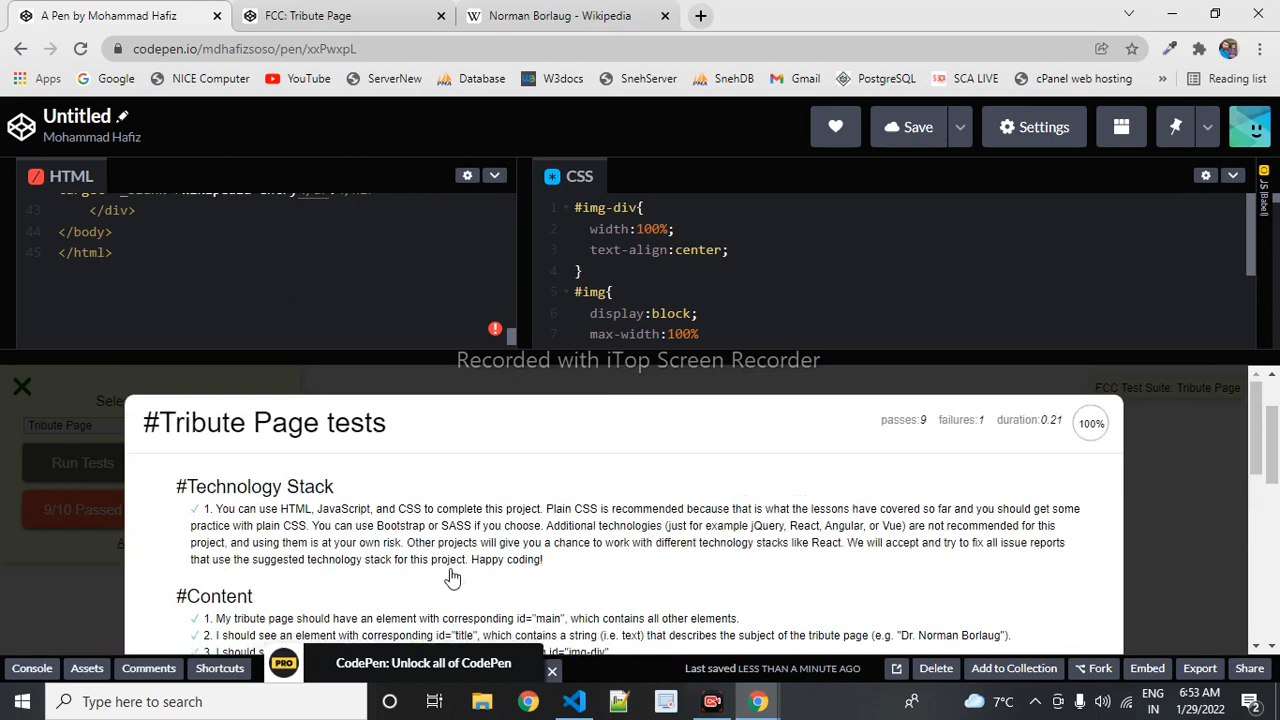 A Pen by Mohammad Hafiz
FCC: Tribute Page
Norman Borlaug - Wikipedia
codepen.io/mdhafizsoso/pen/xxPwxpL
Apps
Google
NICE Computer
YouTube
ServerNew
Database
W3docs
SnehServer
SnehDB
Gmail
PostgreSQL
SCA LIVE
cPanel web hosting
»
Reading list
Untitled
Mohammad Hafiz
Save
Settings
HTML
43 </div>
44 </body>
45 </html>
CSS
1 #img-div{
2 width:100%;
3 text-align:center;
4 }
5 #img{
6 display:block;
7 max-width:100%
JS (Babel)
Recorded with iTop Screen Recorder
FCC Test Suite: Tribute Page
Tribute Page
Run Tests
9/10 Passed
#Tribute Page tests
passes:9 failures:1 duration:0.21 100%
#Technology Stack
✓ 1. You can use HTML, JavaScript, and CSS to complete this project. Plain CSS is recommended because that is what the lessons have covered so far and you should get some
practice with plain CSS. You can use Bootstrap or SASS if you choose. Additional technologies (just for example jQuery, React, Angular, or Vue) are not recommended for this
project, and using them is at your own risk. Other projects will give you a chance to work with different technology stacks like React. We will accept and try to fix all issue reports
that use the suggested technology stack for this project. Happy coding!
#Content
✓ 1. My tribute page should have an element with corresponding id="main", which contains all other elements.
✓ 2. I should see an element with corresponding id="title", which contains a string (i.e. text) that describes the subject of the tribute page (e.g. "Dr. Norman Borlaug").
✓ 3. I should
id="img-div".
Console
Assets
Comments
Shortcuts
PRO
CodePen: Unlock all of CodePen
Last saved LESS THAN A MINUTE AGO
Delete
Add to Collection
Fork
Embed
Export
Share
Type here to search
7°C
ENG
IN
6:53 AM
1/29/2022
2